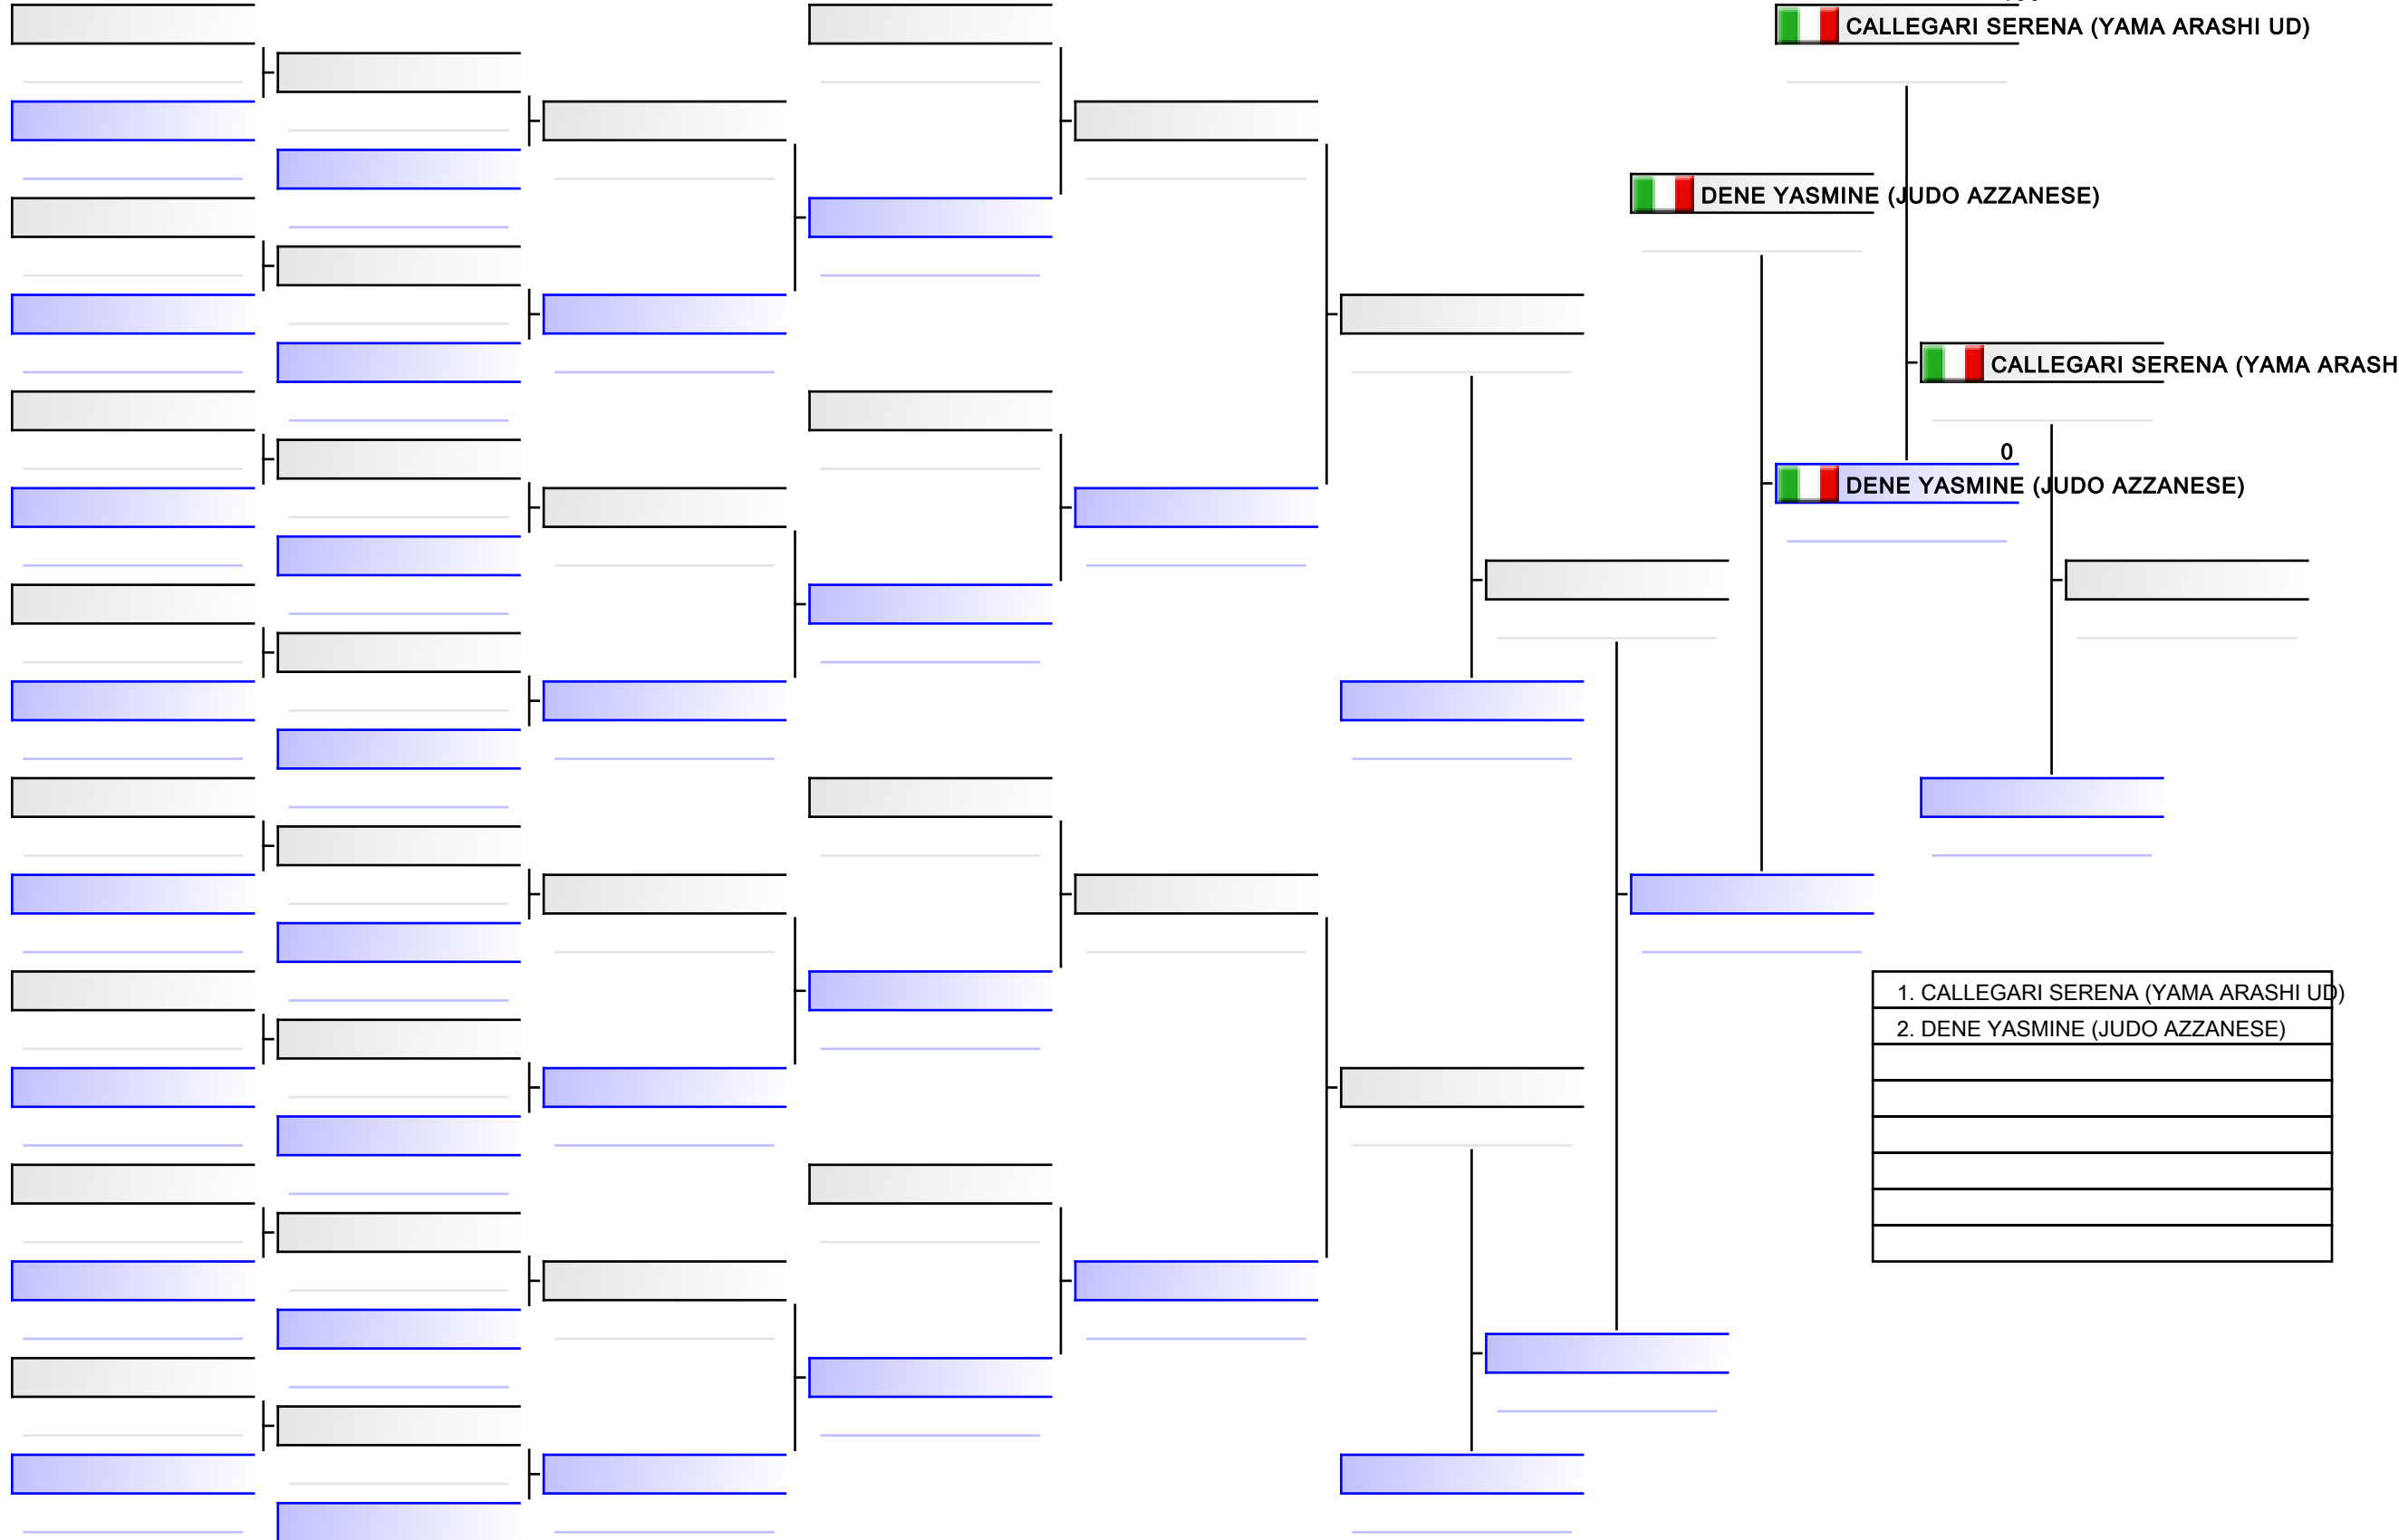 CALLEGARI SERENA (YAMA ARASHI UD)
DENE YASMINE (JUDO AZZANESE)
CALLEGARI SERENA (YAMA ARASH
0
DENE YASMINE (JUDO AZZANESE)
1. CALLEGARI SERENA (YAMA ARASHI UD)
2. DENE YASMINE (JUDO AZZANESE)